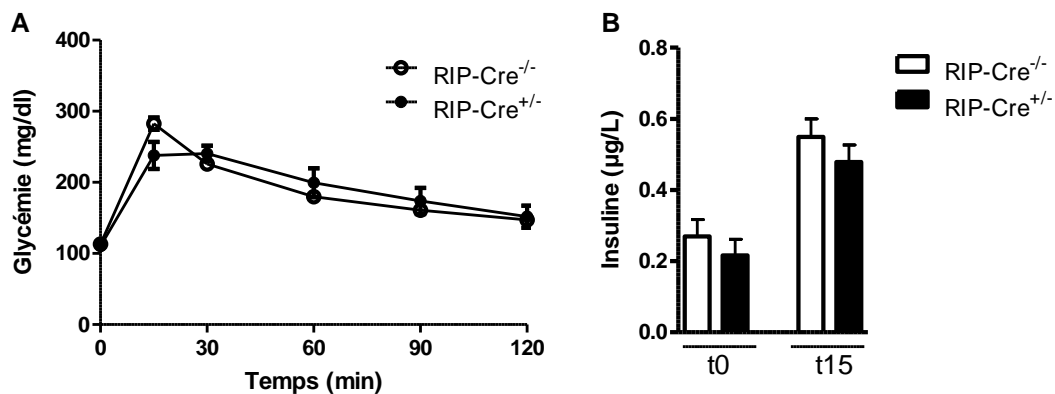 A
400
300
200
100
0
Glycémie (mg/dl)
0 30 60 90 120
Temps (min)
RIP-Cre-/-
RIP-Cre+/-
B
0.8
0.6
0.4
0.2
0.0
Insuline (µg/L)
t0 t15
RIP-Cre-/-
RIP-Cre+/-